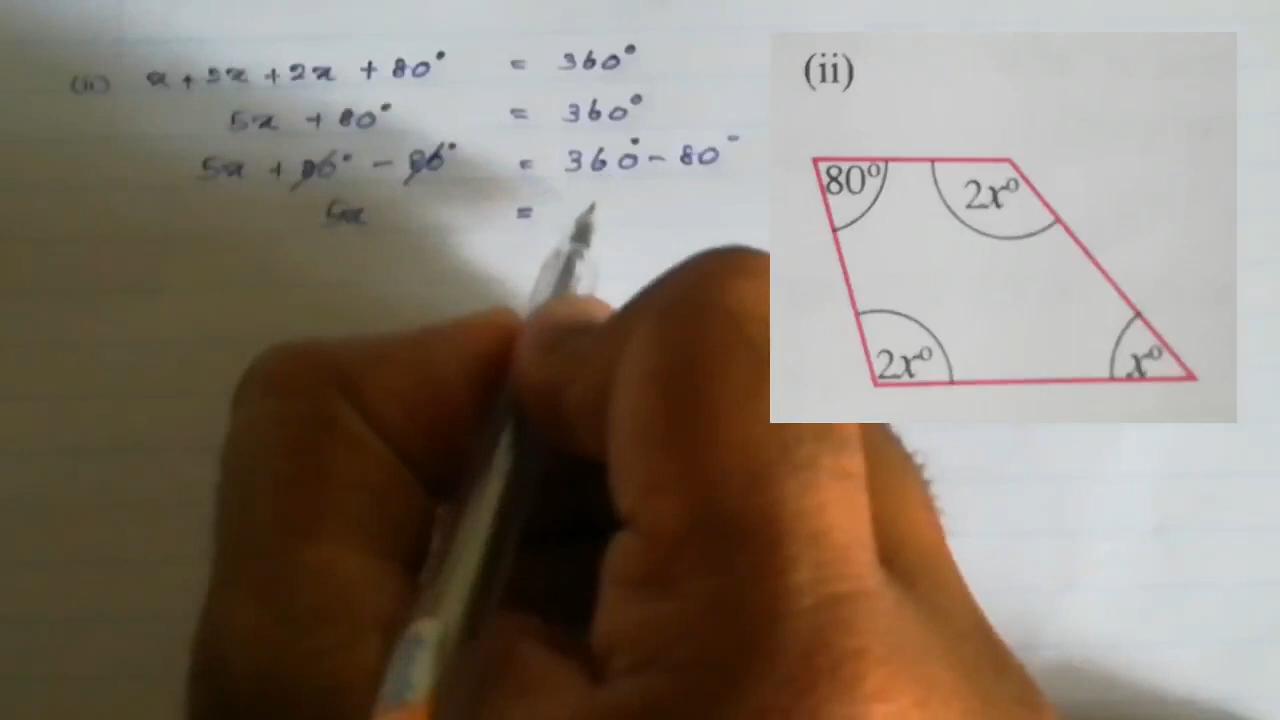 (ii) x + 2x + 2x + 80° = 360°
5x + 80° = 360°
5x + 80° - 80° = 360° - 80°
5x =
(ii)
80°
2x°
2x°
x°